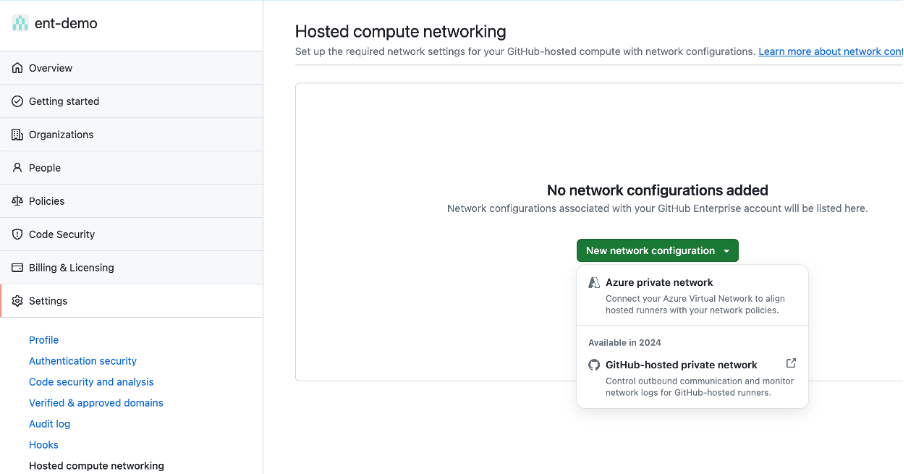 ent-demo
Overview
Getting started
Organizations
People
Policies
Code Security
Billing & Licensing
Settings
Profile
Authentication security
Code security and analysis
Verified & approved domains
Audit log
Hooks
Hosted compute networking
Hosted compute networking
Set up the required network settings for your GitHub-hosted compute with network configurations. Learn more about network conf
No network configurations added
Network configurations associated with your GitHub Enterprise account will be listed here.
New network configuration
Azure private network
Connect your Azure Virtual Network to align
hosted runners with your network policies.
Available in 2024
GitHub-hosted private network
Control outbound communication and monitor
network logs for GitHub-hosted runners.